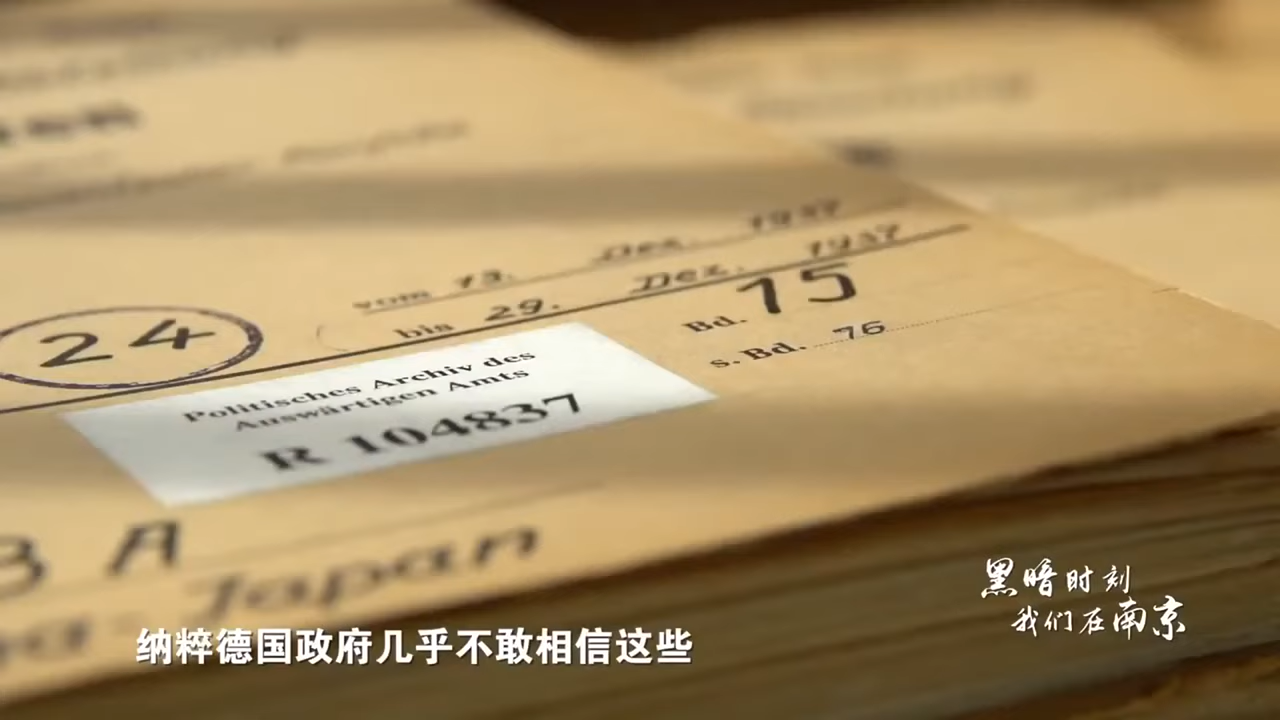 vom 13. Dez. 1937
bis 29. Dez. 1937
24
Bd. 15
s. Bd. 76
Politisches Archiv des
Auswärtigen Amts
R 104837
A
Japan
纳粹德国政府几乎不敢相信这些
黑暗时刻
我们在南京